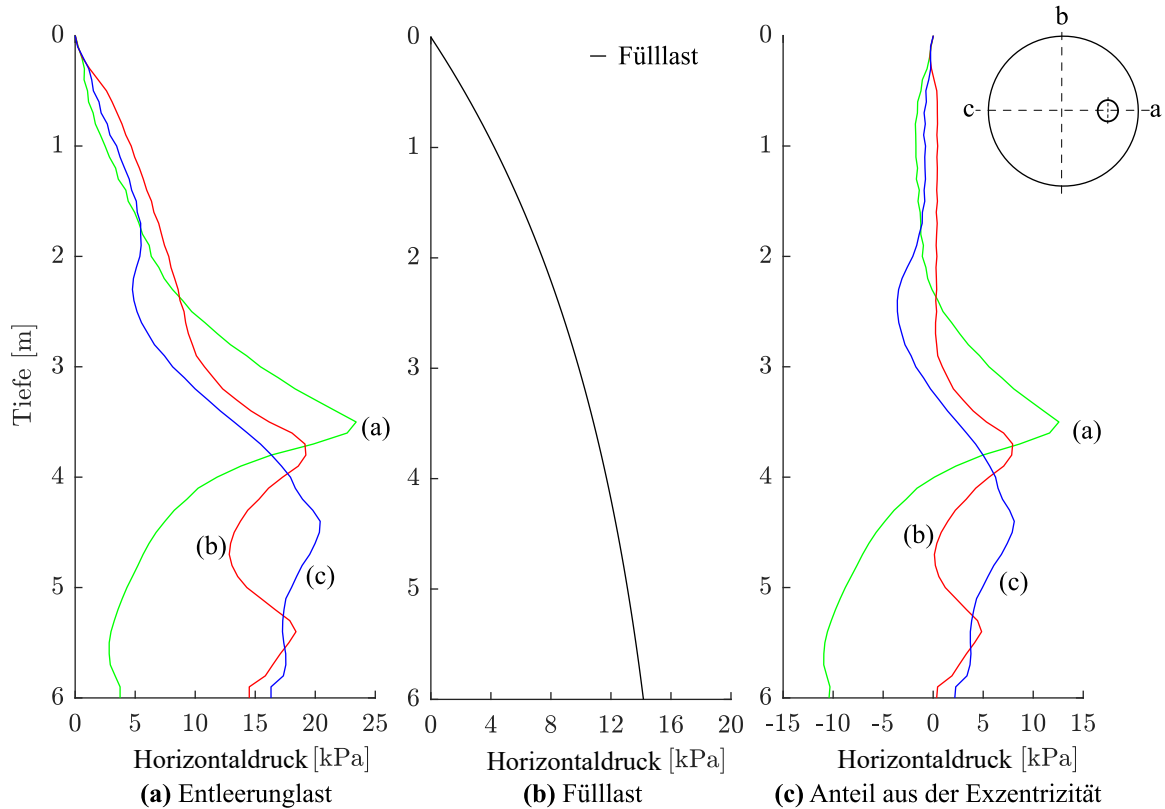 0
1
2
3
4
5
6
Tiefe [m]
0 5 10 15 20 25
Horizontaldruck [kPa]
(a)
(b)
(c)
(a) Entleerunglast
0
1
2
3
4
5
6
0 4 8 12 16 20
Horizontaldruck [kPa]
Fülllast
(b) Fülllast
0
1
2
3
4
5
6
-15 -10 -5 0 5 10 15
Horizontaldruck [kPa]
b
c
a
(a)
(b)
(c)
(c) Anteil aus der Exzentrizität